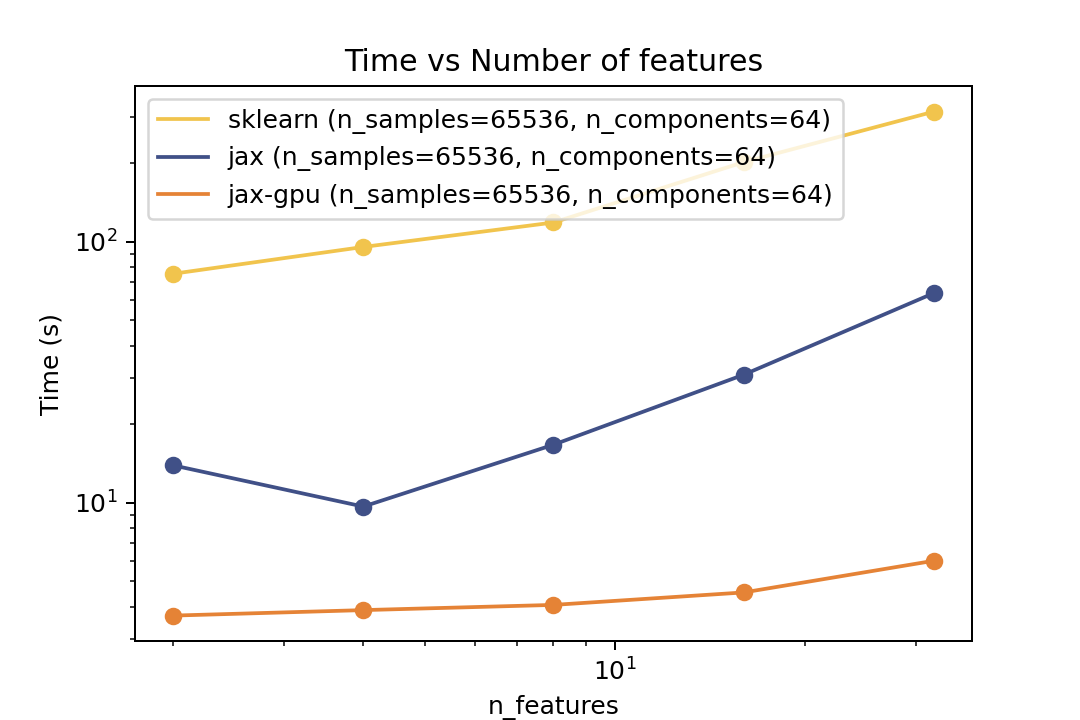 Time vs Number of features
sklearn (n_samples=65536, n_components=64)
jax (n_samples=65536, n_components=64)
jax-gpu (n_samples=65536, n_components=64)
10²
10¹
Time (s)
10¹
n_features